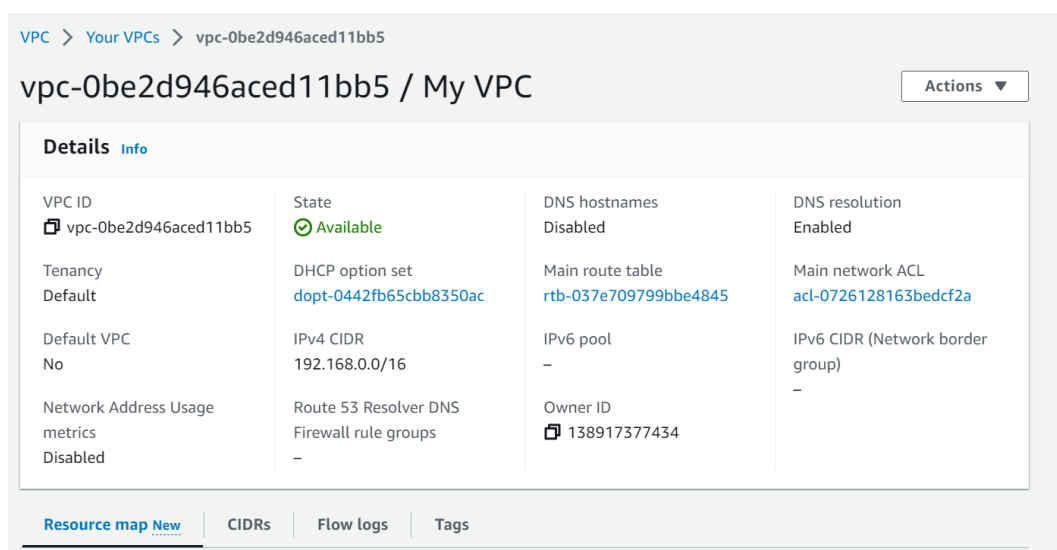 VPC > Your VPCs > vpc-0be2d946aced11bb5
vpc-0be2d946aced11bb5 / My VPC
Actions ▼
Details Info
VPC ID
vpc-0be2d946aced11bb5
State
Available
DNS hostnames
Disabled
DNS resolution
Enabled
Tenancy
Default
DHCP option set
dopt-0442fb65cbb8350ac
Main route table
rtb-037e709799bbe4845
Main network ACL
acl-0726128163bedcf2a
Default VPC
No
IPv4 CIDR
192.168.0.0/16
IPv6 pool
–
IPv6 CIDR (Network border
group)
–
Network Address Usage
metrics
Disabled
Route 53 Resolver DNS
Firewall rule groups
–
Owner ID
138917377434
Resource map New
CIDRs
Flow logs
Tags